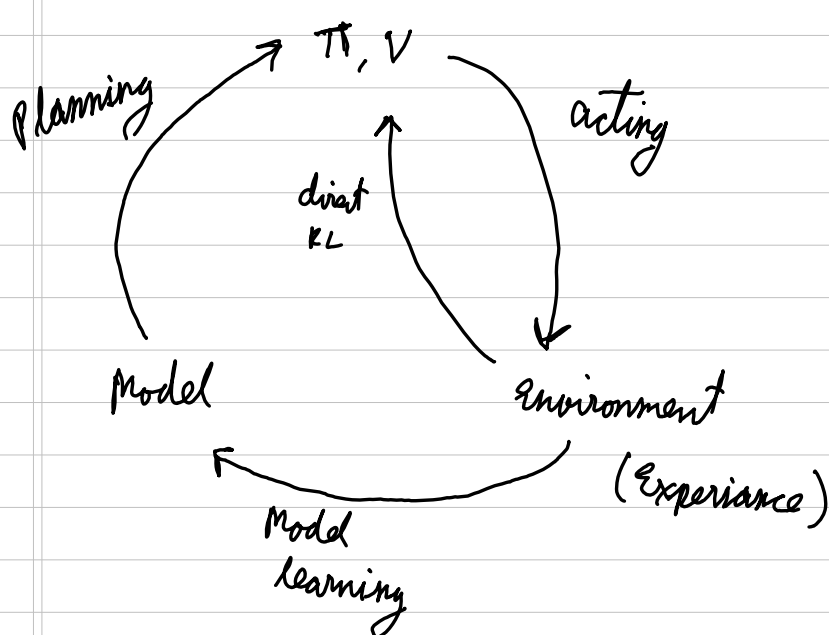 π, V
Planning
acting
direct
RL
Model
Environment
(Experiance)
Model
learning